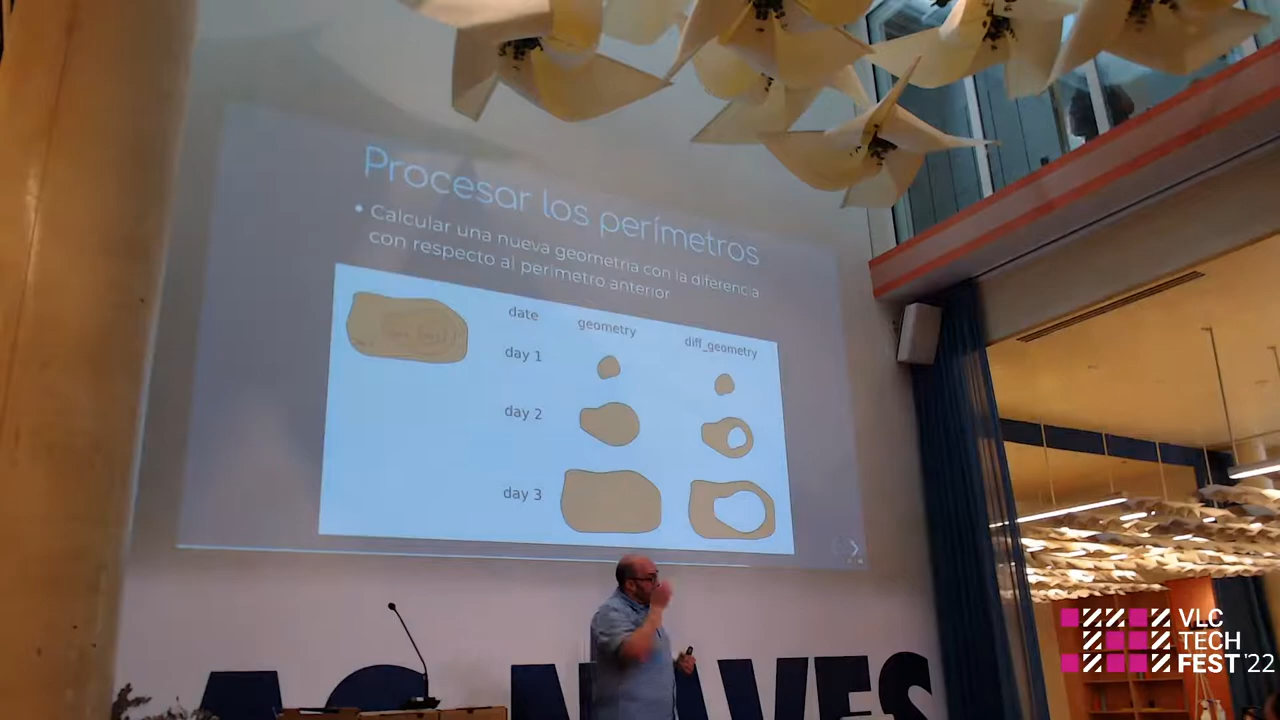 Procesar los perímetros
• Calcular una nueva geometria con la diferencia
con respecto al perimetro anterior
date geometry diff_geometry
day 1
day 2
day 3
NAVES
VLC
TECH
FEST'22